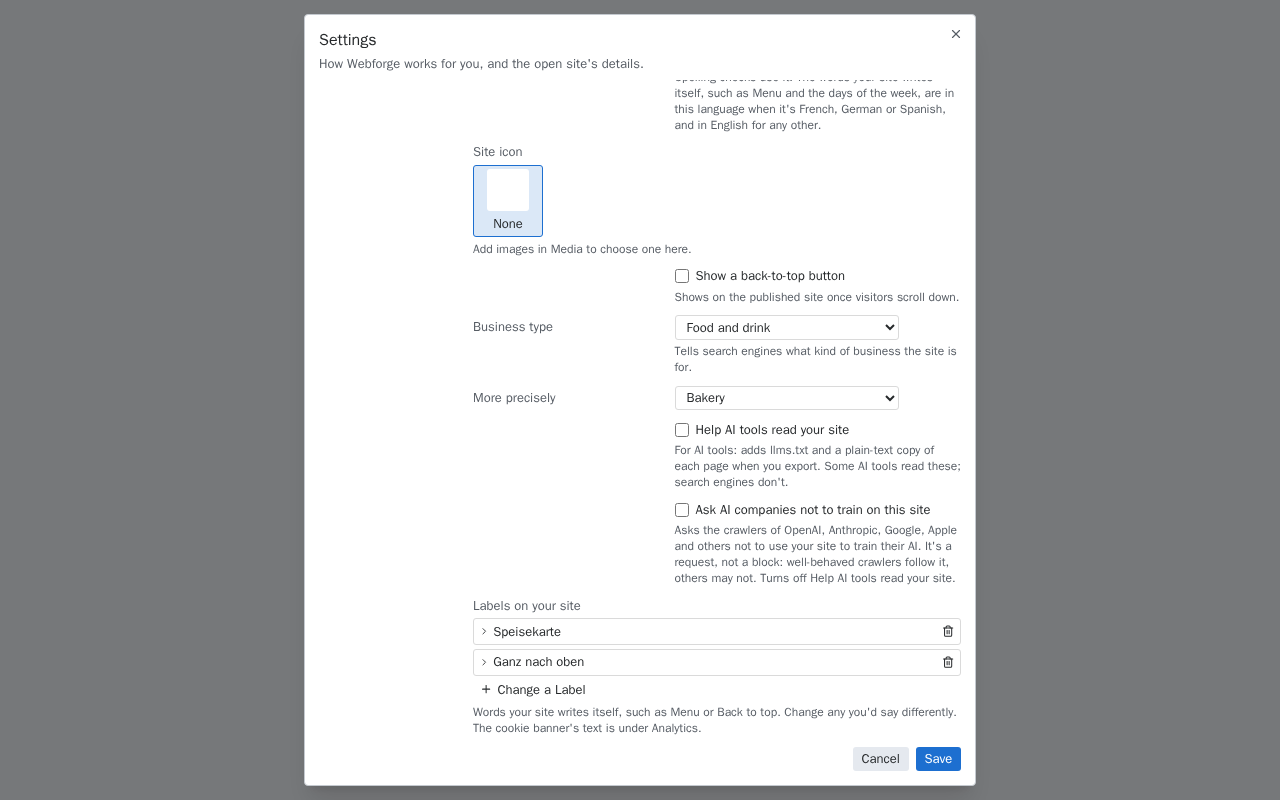 Settings
How Webforge works for you, and the open site's details.
Spelling checks use it. The words your site writes
itself, such as Menu and the days of the week, are in
this language when it's French, German or Spanish,
and in English for any other.
Site icon
None
Add images in Media to choose one here.
Show a back-to-top button
Shows on the published site once visitors scroll down.
Business type
Food and drink
Tells search engines what kind of business the site is
for.
More precisely
Bakery
Help AI tools read your site
For AI tools: adds llms.txt and a plain-text copy of
each page when you export. Some AI tools read these;
search engines don't.
Ask AI companies not to train on this site
Asks the crawlers of OpenAI, Anthropic, Google, Apple
and others not to use your site to train their AI. It's a
request, not a block: well-behaved crawlers follow it,
others may not. Turns off Help AI tools read your site.
Labels on your site
Speisekarte
Ganz nach oben
Change a Label
Words your site writes itself, such as Menu or Back to top. Change any you'd say differently.
The cookie banner's text is under Analytics.
Cancel
Save